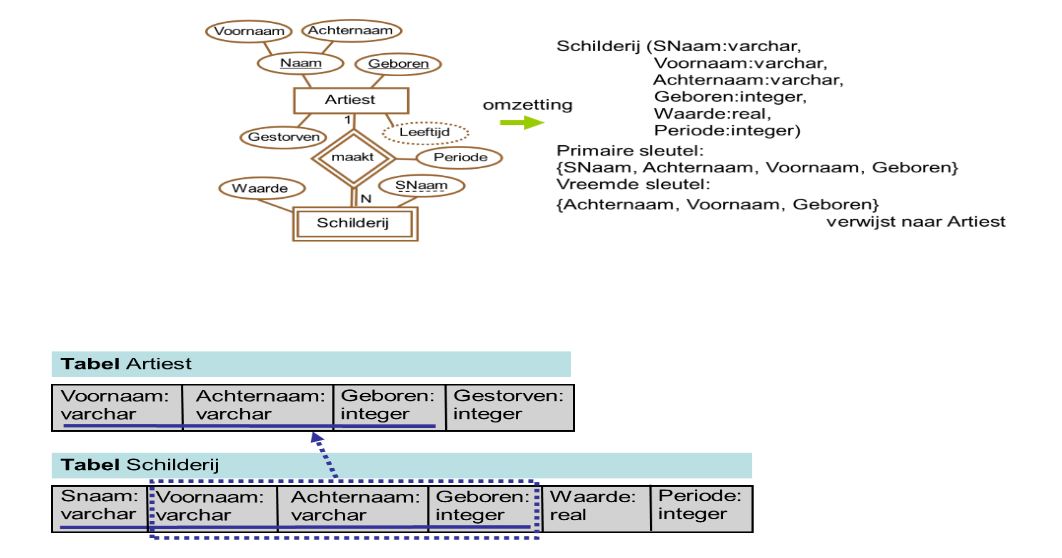 Voornaam Achternaam
Naam Geboren
Artiest
1
Gestorven Leeftijd
maakt Periode
Waarde SNaam
N
Schilderij
omzetting
Schilderij (SNaam:varchar,
Voornaam:varchar,
Achternaam:varchar,
Geboren:integer,
Waarde:real,
Periode:integer)
Primaire sleutel:
{SNaam, Achternaam, Voornaam, Geboren}
Vreemde sleutel:
{Achternaam, Voornaam, Geboren}
verwijst naar Artiest
Tabel Artiest
Voornaam: Achternaam: Geboren: Gestorven:
varchar varchar integer integer
Tabel Schilderij
Snaam: Voornaam: Achternaam: Geboren: Waarde: Periode:
varchar varchar varchar integer real integer